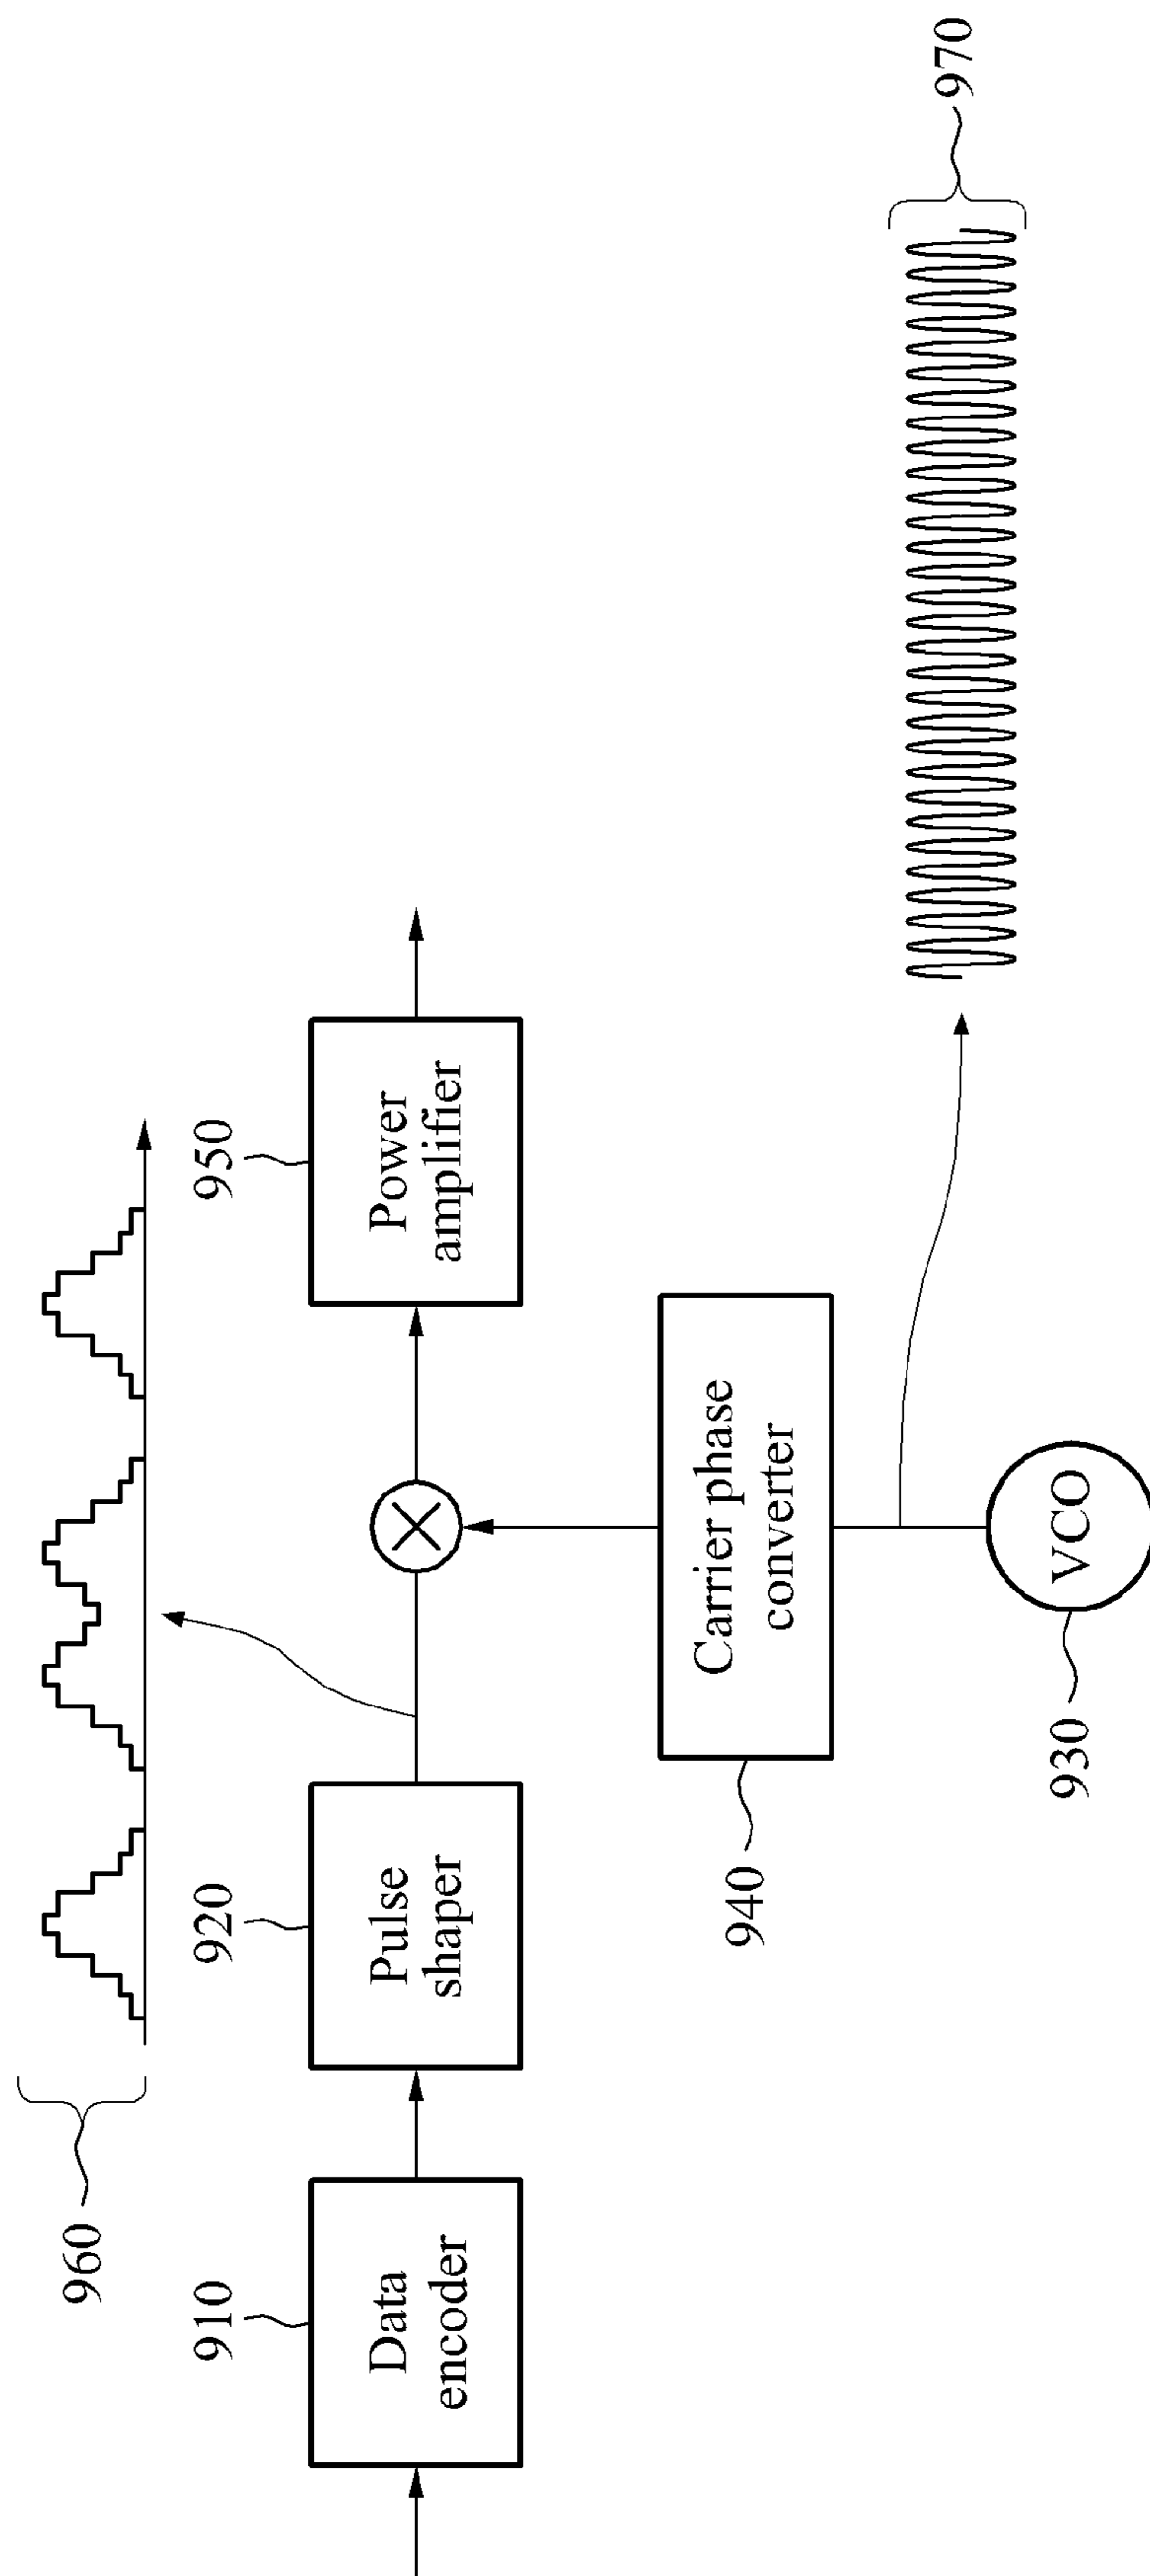 960
910
Data
encoder
920
Pulse
shaper
950
Power
amplifier
940
Carrier phase
converter
930
VCO
970